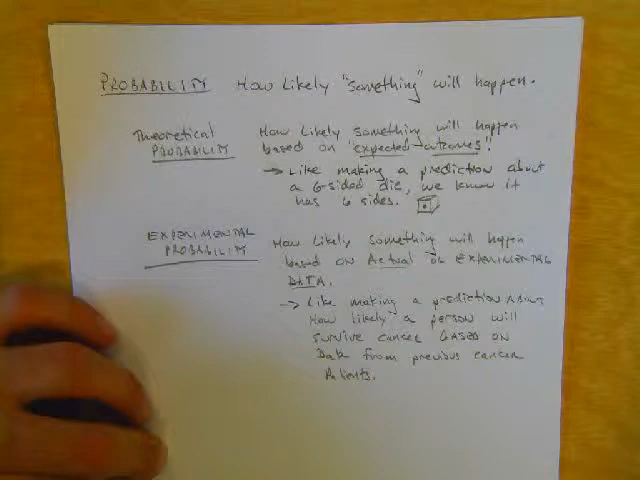 PROBABILITY How Likely "something" will happen.
Theoretical PROBABILITY
How Likely something will happen
based on "expected outcomes"
→ Like making a prediction about
a 6-sided die, we know it
has 6 sides.
EXPERIMENTAL PROBABILITY
How Likely something will happen
based on Actual or EXPERIMENTAL
DATA.
→ Like making a prediction About
How likely a person will
survive cancer BASED ON
Data from previous cancer
Patients.